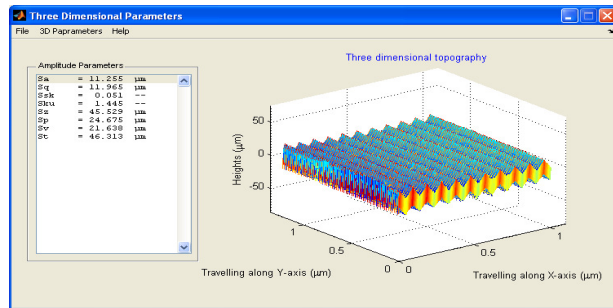 Three Dimensional Parameters
File 3D Paprameters Help
Amplitude Parameters
Sa = 11.255 µm
Sq = 11.965 µm
Ssk = 0.051 --
Sku = 1.445 --
Sz = 45.529 µm
Sp = 24.675 µm
Sv = 21.638 µm
St = 46.313 µm
Three dimensional topography
Heights (µm)
50
0
-50
1
0.5
0
0
0.5
1
Travelling along Y-axis (µm)
Travelling along X-axis (µm)